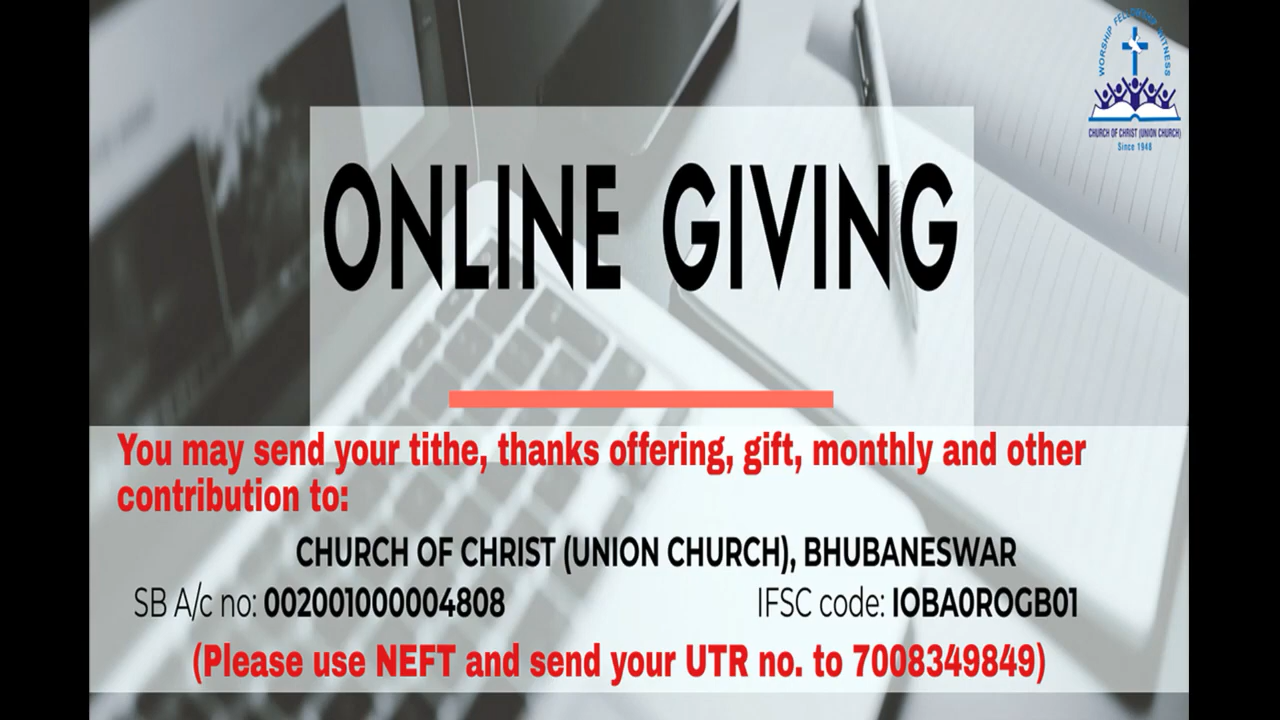 WORSHIP FELLOWSHIP WITNESS
CHURCH OF CHRIST (UNION CHURCH)
Since 1948
ONLINE GIVING
You may send your tithe, thanks offering, gift, monthly and other
contribution to:
CHURCH OF CHRIST (UNION CHURCH), BHUBANESWAR
SB A/c no: 002001000004808 IFSC code: IOBA0ROGB01
(Please use NEFT and send your UTR no. to 7008349849)